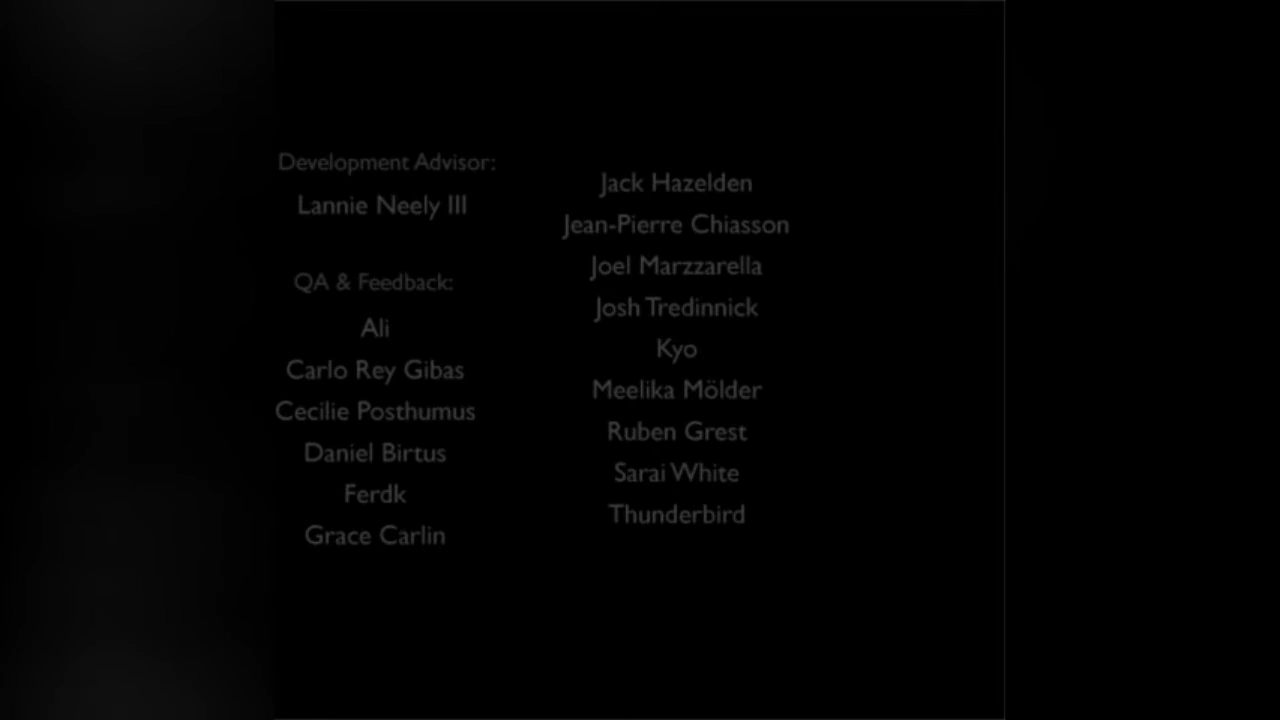 Development Advisor:
Lannie Neely III
QA & Feedback:
Ali
Carlo Rey Gibas
Cecilie Posthumus
Daniel Birtus
Ferdk
Grace Carlin
Jack Hazelden
Jean-Pierre Chiasson
Joel Marzzarella
Josh Tredinnick
Kyo
Meelika Mölder
Ruben Grest
Sarai White
Thunderbird